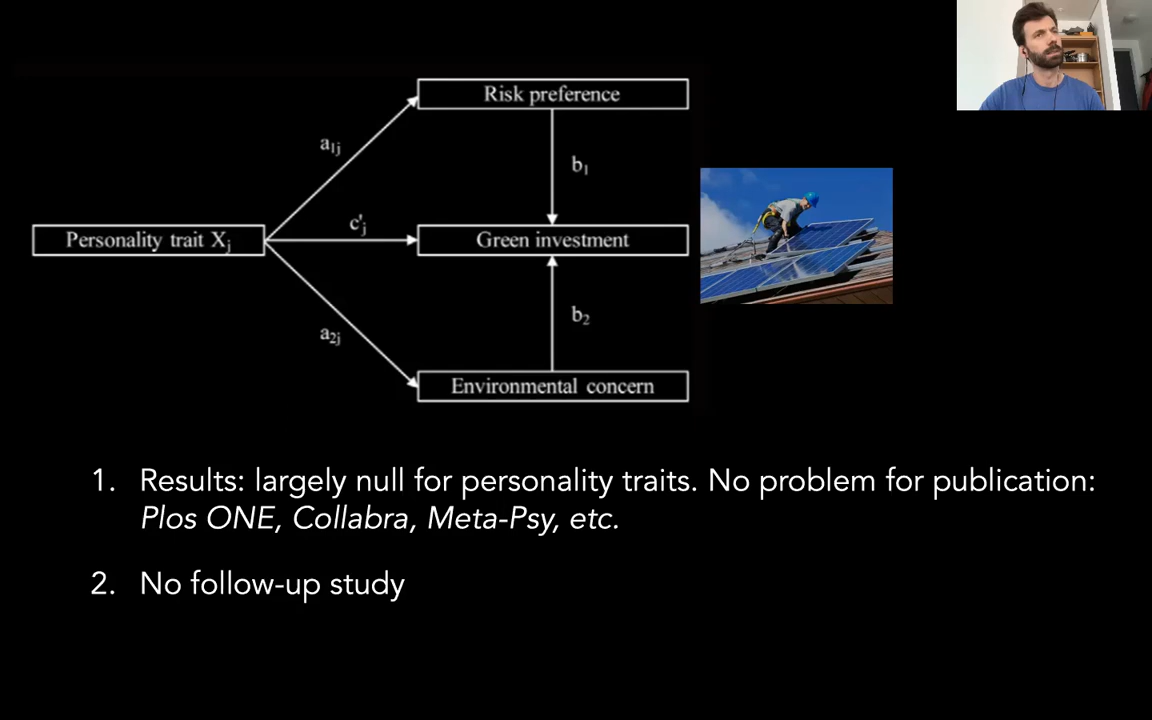 Risk preference
a1j
b1
Personality trait Xj
c'j
Green investment
a2j
b2
Environmental concern
1. Results: largely null for personality traits. No problem for publication:
Plos ONE, Collabra, Meta-Psy, etc.
2. No follow-up study